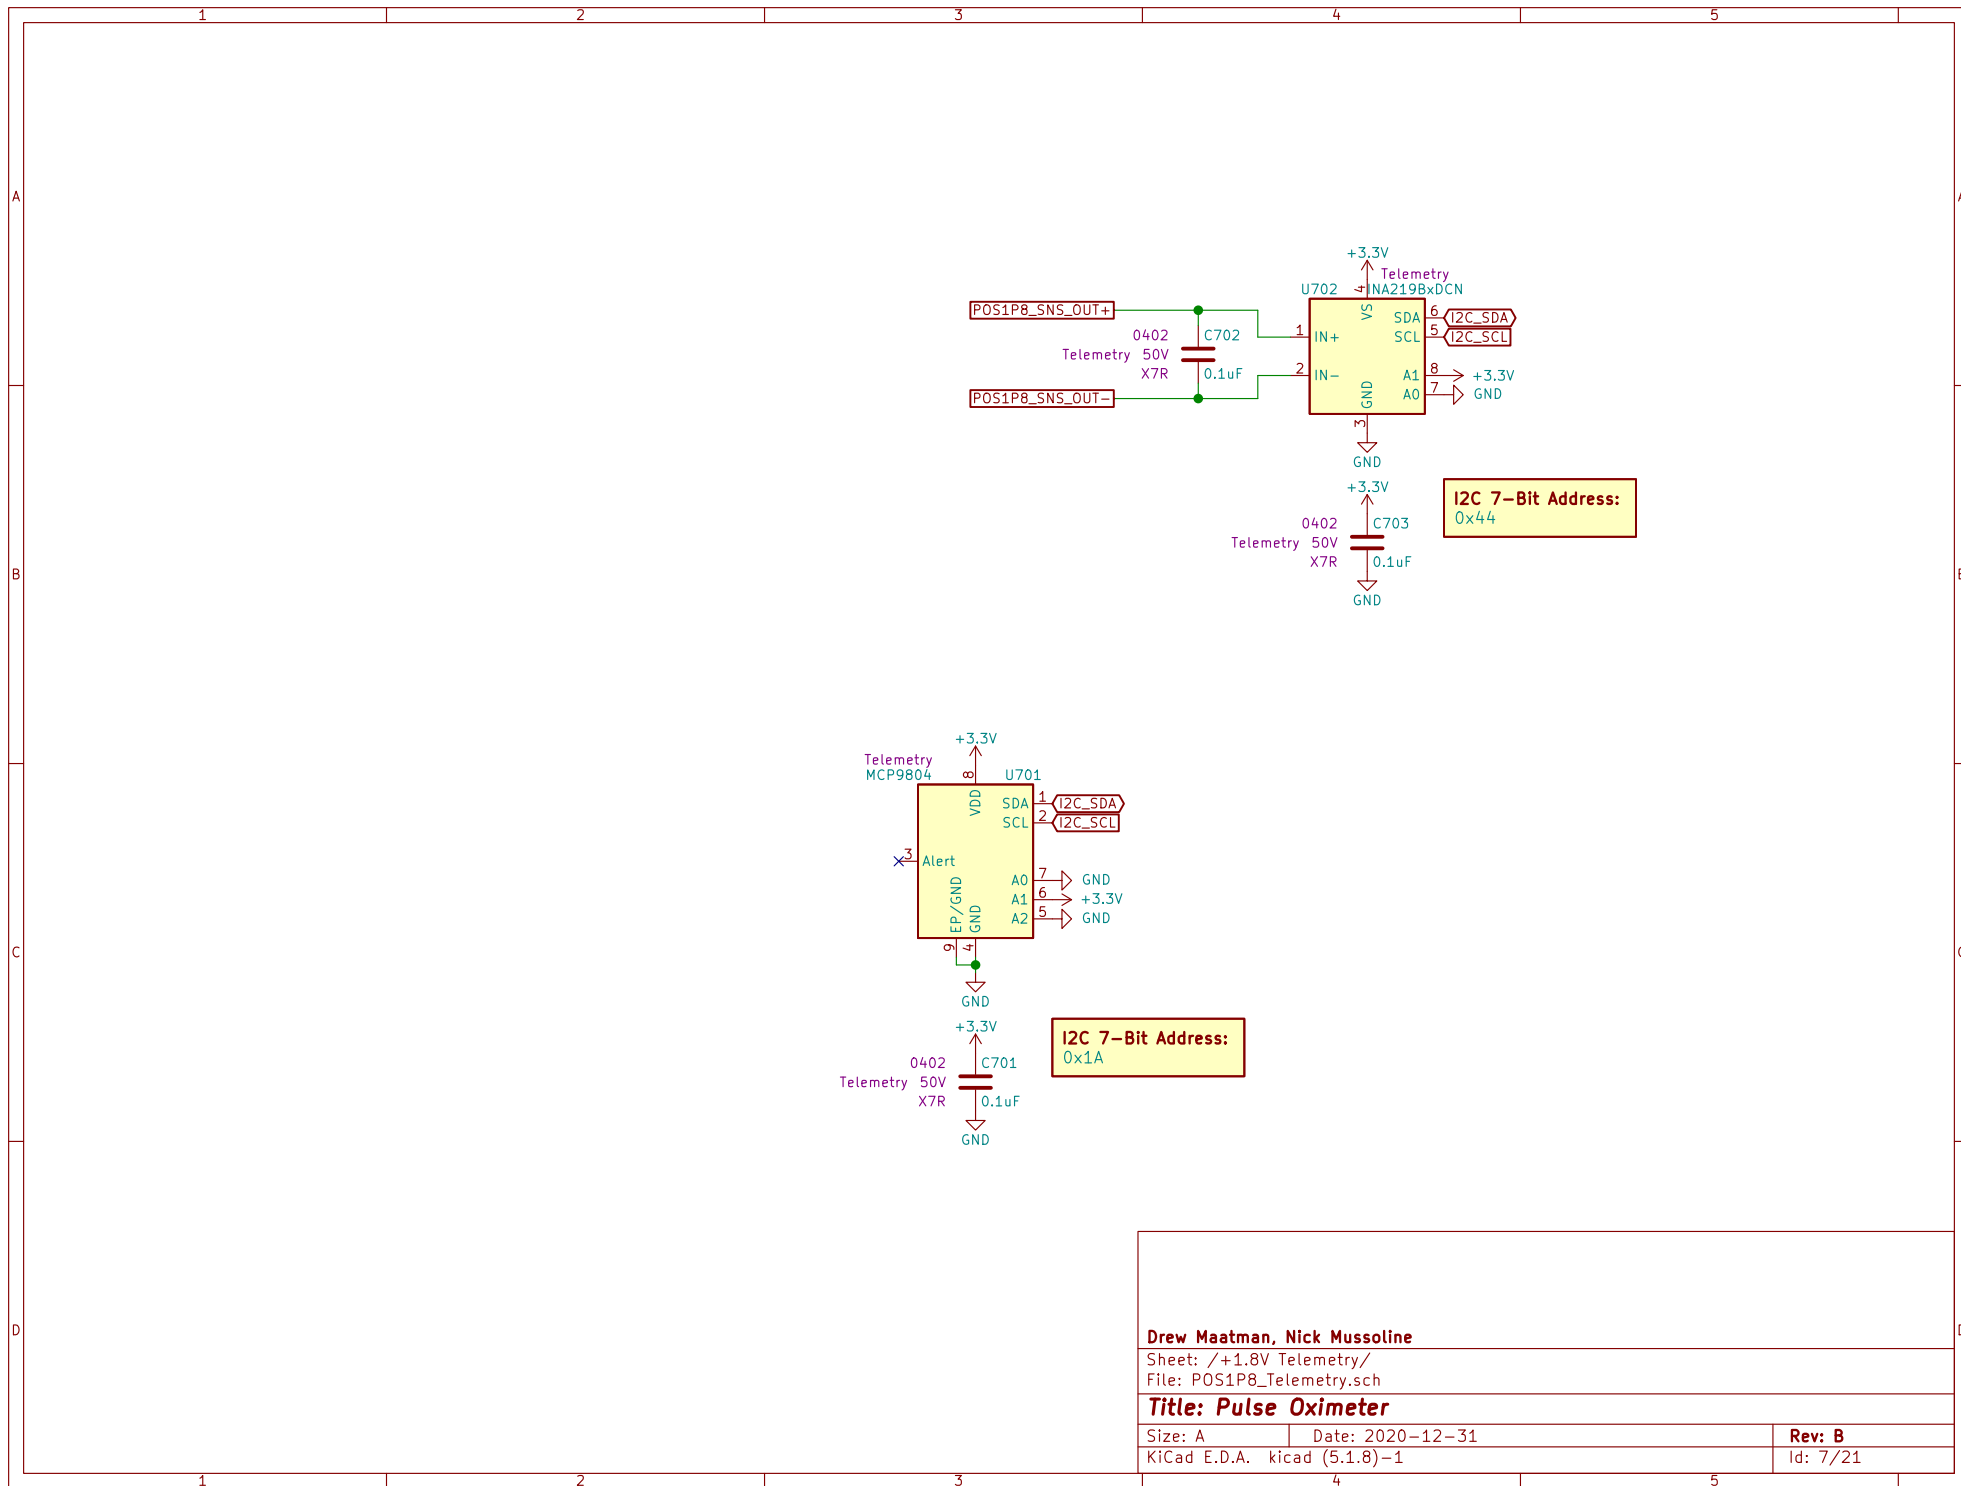 1 2 3 4 5
A
A
+3.3V
Telemetry
U702 INA219BxDCN
4
VS
POS1P8_SNS_OUT+
SDA 6 I2C_SDA
SCL 5 I2C_SCL
1 IN+
0402 C702
Telemetry 50V
X7R 0.1uF
2 IN-
A1 8 +3.3V
A0 7 GND
GND
POS1P8_SNS_OUT-
3
GND
+3.3V
I2C 7-Bit Address:
0x44
0402 C703
Telemetry 50V
X7R 0.1uF
GND
B
+3.3V
Telemetry
MCP9804 U701
8
VDD
SDA 1 I2C_SDA
SCL 2 I2C_SCL
3 Alert
A0 7 GND
A1 6 +3.3V
A2 5 GND
EP/GND
GND
9 4
C
GND
+3.3V
I2C 7-Bit Address:
0x1A
0402 C701
Telemetry 50V
X7R 0.1uF
GND
D
Drew Maatman, Nick Mussoline
Sheet: /+1.8V Telemetry/
File: POS1P8_Telemetry.sch
Title: Pulse Oximeter
Size: A Date: 2020-12-31 Rev: B
KiCad E.D.A. kicad (5.1.8)-1 Id: 7/21
1 2 3 4 5